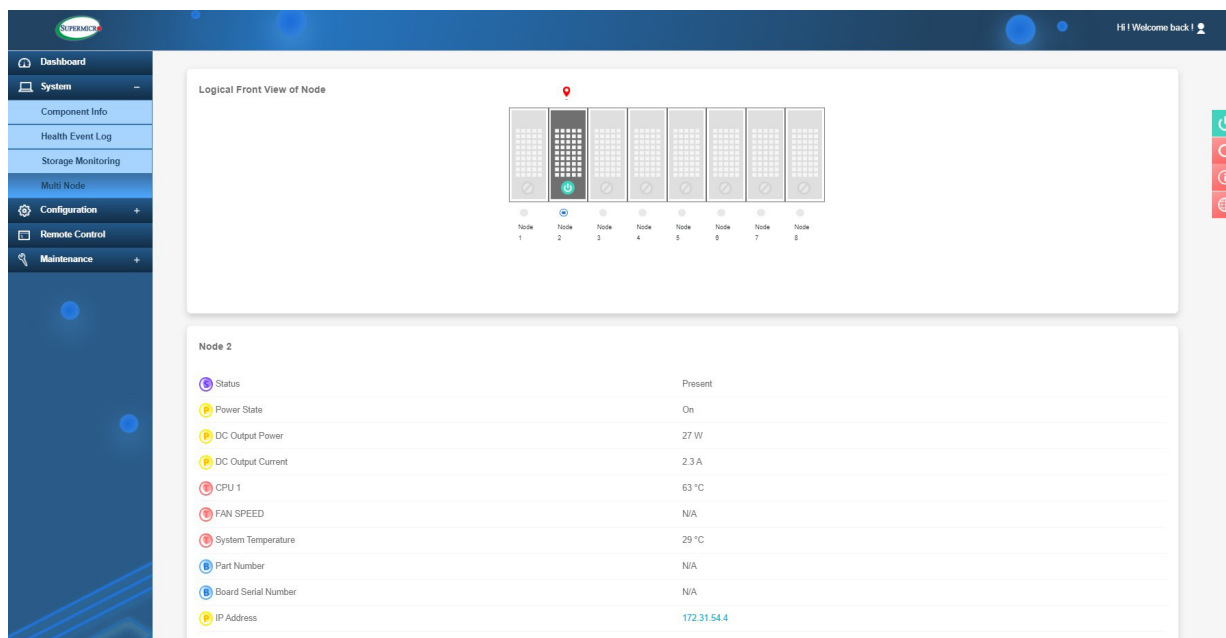 SUPERMICR
Hi ! Welcome back !
Dashboard
System –
Component Info
Health Event Log
Storage Monitoring
Multi Node
Configuration +
Remote Control
Maintenance +
Logical Front View of Node
Node 1
Node 2
Node 3
Node 4
Node 5
Node 6
Node 7
Node 8
Node 2
S Status Present
P Power State On
P DC Output Power 27 W
P DC Output Current 2.3 A
T CPU 1 63 °C
T FAN SPEED N/A
T System Temperature 29 °C
B Part Number N/A
B Board Serial Number N/A
P IP Address 172.31.54.4